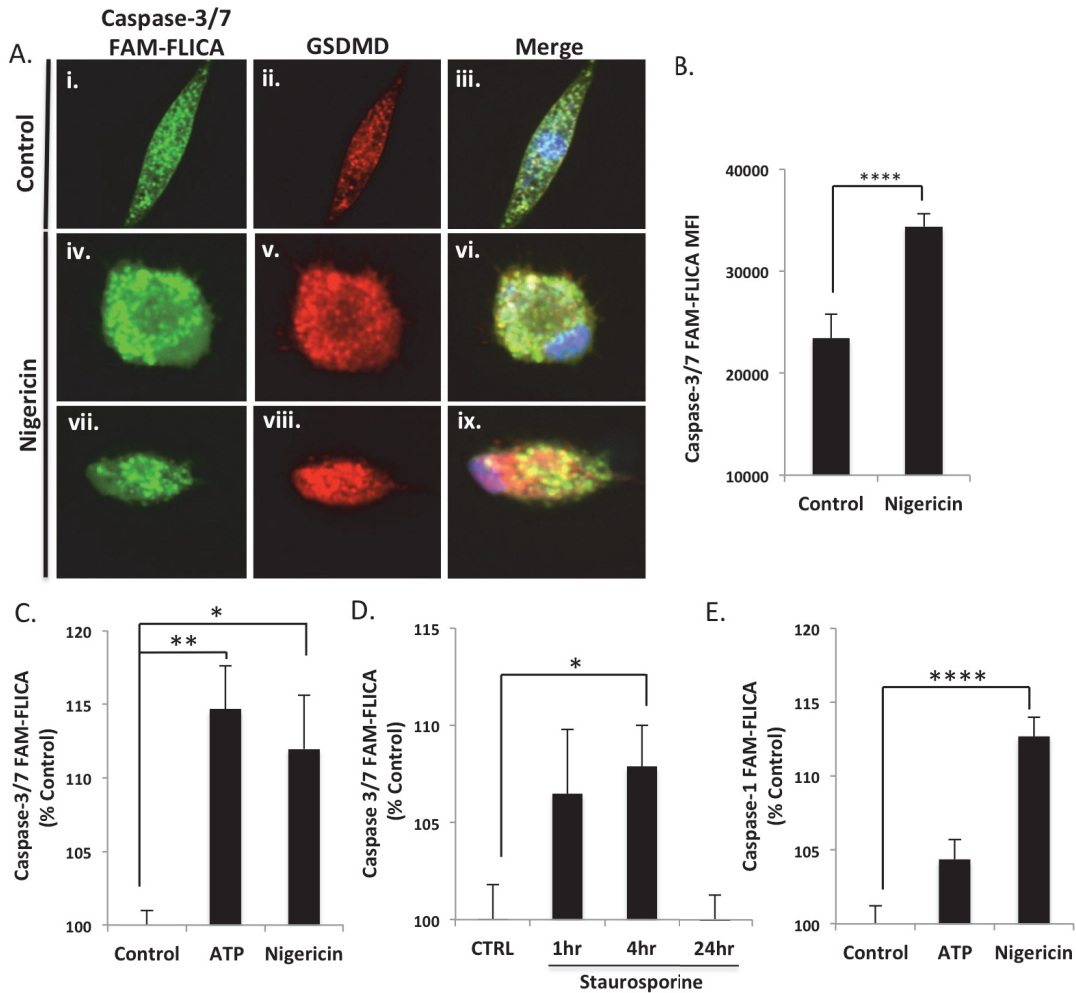 A.
Caspase-3/7
FAM-FLICA
GSDMD
Merge
Control
Nigericin
i.
ii.
iii.
iv.
v.
vi.
vii.
viii.
ix.
B.
Caspase-3/7 FAM-FLICA MFI
40000
30000
20000
10000
****
Control
Nigericin
C.
Caspase-3/7 FAM-FLICA
(% Control)
120
115
110
105
100
*
**
Control
ATP
Nigericin
D.
Caspase 3/7 FAM-FLICA
(% Control)
115
110
105
100
*
CTRL
1hr
4hr
24hr
Staurosporine
E.
Caspase-1 FAM-FLICA
(% Control)
120
115
110
105
100
****
Control
ATP
Nigericin